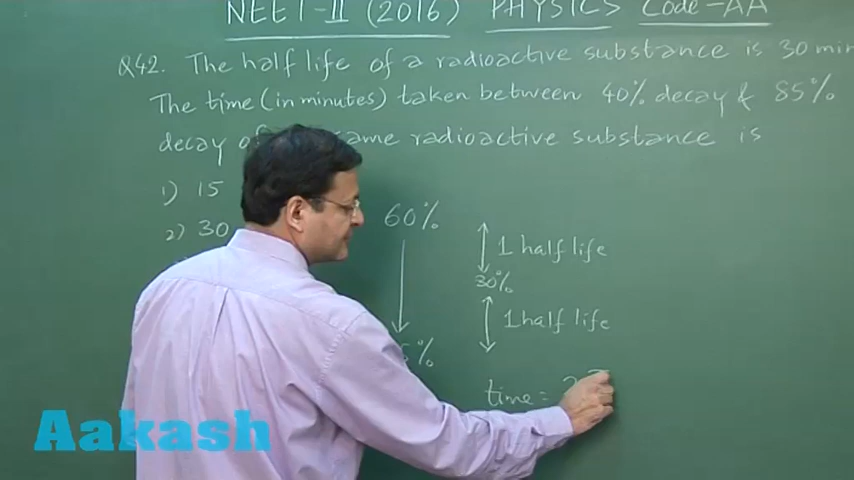 NEET-II (2016) PHYSICS Code-AA
Q42. The half life of a radioactive substance is 30 min
The time (in minutes) taken between 40% decay & 85%
decay of same radioactive substance is
1) 15
2) 30
60%
1 half life
30%
1 half life
%
time =
Aakash